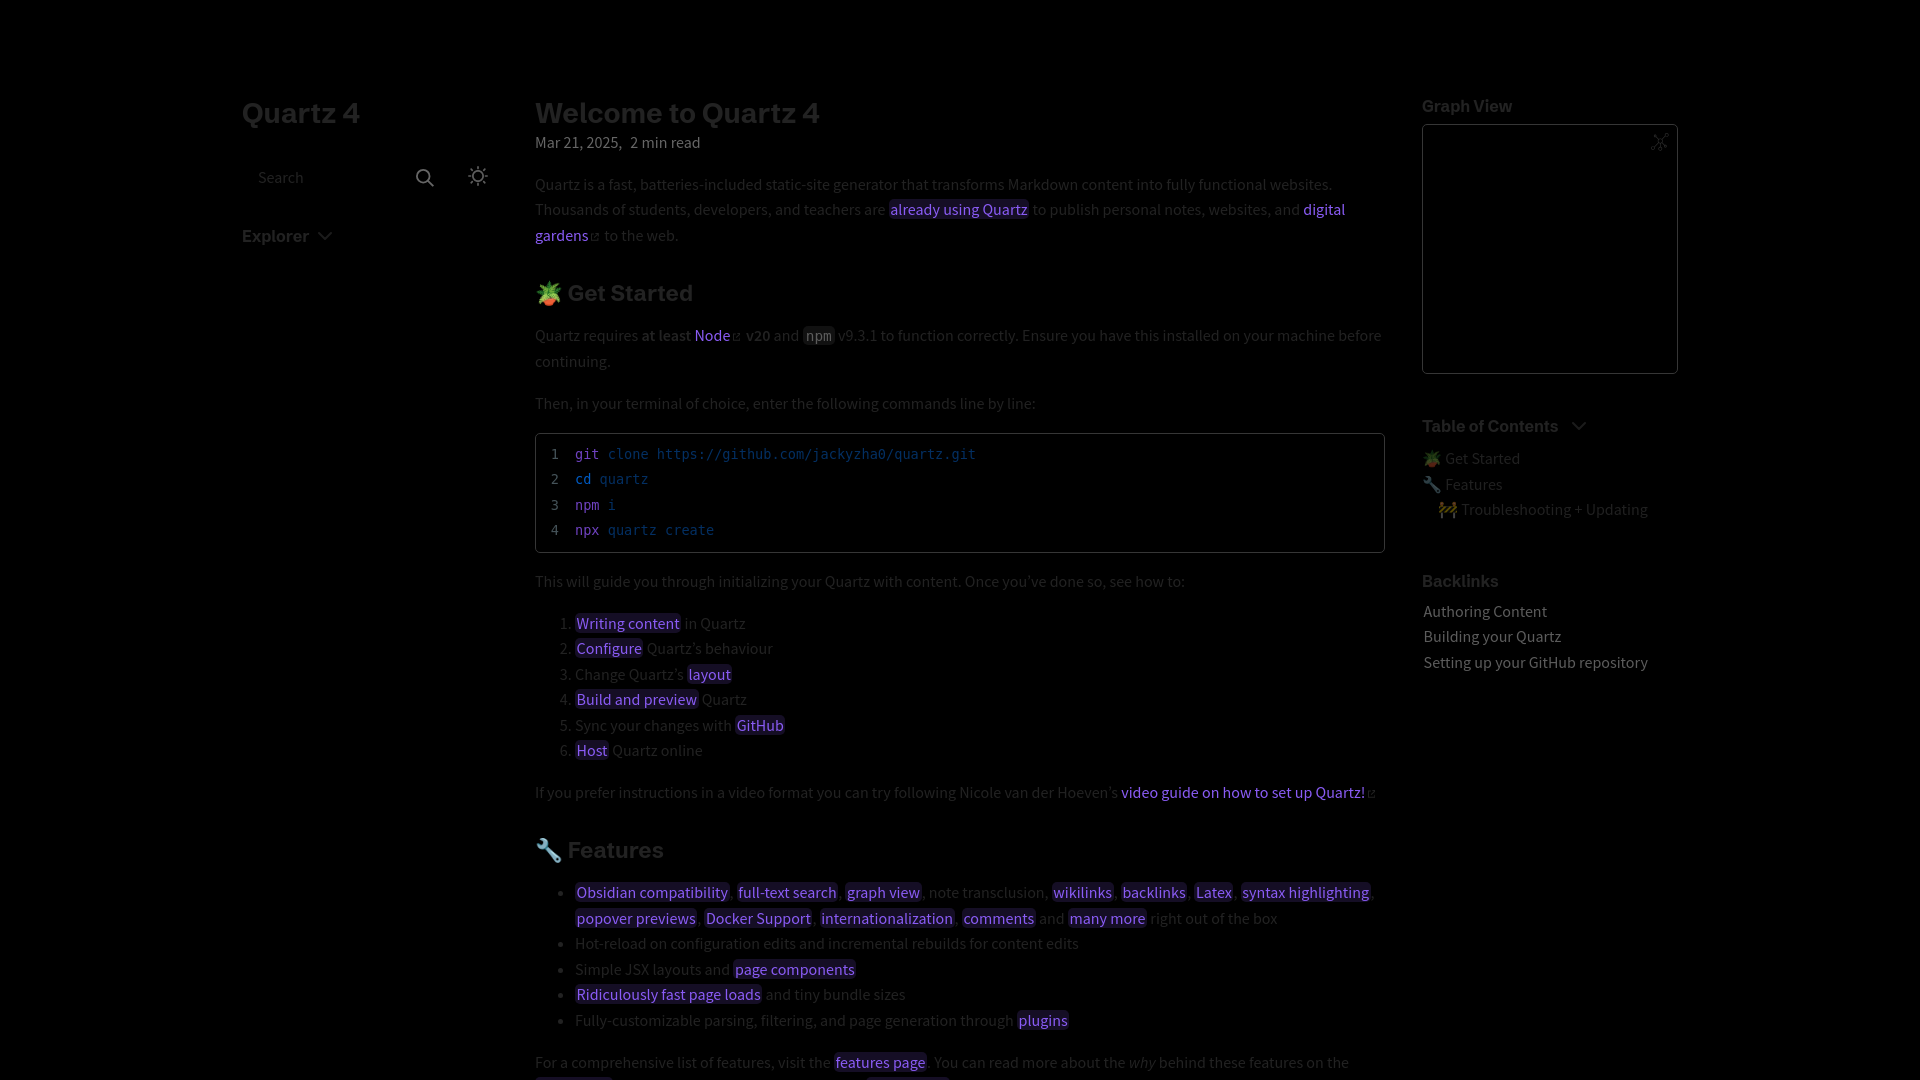 Quartz 4
Search
Explorer
Welcome to Quartz 4
Mar 21, 2025, 2 min read
Quartz is a fast, batteries-included static-site generator that transforms Markdown content into fully functional websites.
Thousands of students, developers, and teachers are already using Quartz to publish personal notes, websites, and digital
gardens to the web.
🪴 Get Started
Quartz requires at least Node v20 and npm v9.3.1 to function correctly. Ensure you have this installed on your machine before
continuing.
Then, in your terminal of choice, enter the following commands line by line:
1 git clone https://github.com/jackyzha0/quartz.git
2 cd quartz
3 npm i
4 npx quartz create
This will guide you through initializing your Quartz with content. Once you’ve done so, see how to:
1. Writing content in Quartz
2. Configure Quartz’s behaviour
3. Change Quartz’s layout
4. Build and preview Quartz
5. Sync your changes with GitHub
6. Host Quartz online
If you prefer instructions in a video format you can try following Nicole van der Hoeven’s video guide on how to set up Quartz!
🔧 Features
• Obsidian compatibility, full-text search, graph view, note transclusion, wikilinks, backlinks, Latex, syntax highlighting,
popover previews, Docker Support, internationalization, comments and many more right out of the box
• Hot-reload on configuration edits and incremental rebuilds for content edits
• Simple JSX layouts and page components
• Ridiculously fast page loads and tiny bundle sizes
• Fully-customizable parsing, filtering, and page generation through plugins
For a comprehensive list of features, visit the features page. You can read more about the why behind these features on the
Graph View
Table of Contents
🪴 Get Started
🔧 Features
🚧 Troubleshooting + Updating
Backlinks
Authoring Content
Building your Quartz
Setting up your GitHub repository